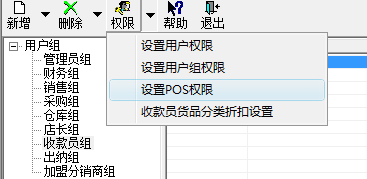 新增 删除 权限 帮助 退出
用户组
管理员组
财务组
销售组
采购组
仓库组
店长组
收款员组
出纳组
加盟分销商组
设置用户权限
设置用户组权限
设置POS权限
收款员货品分类折扣设置